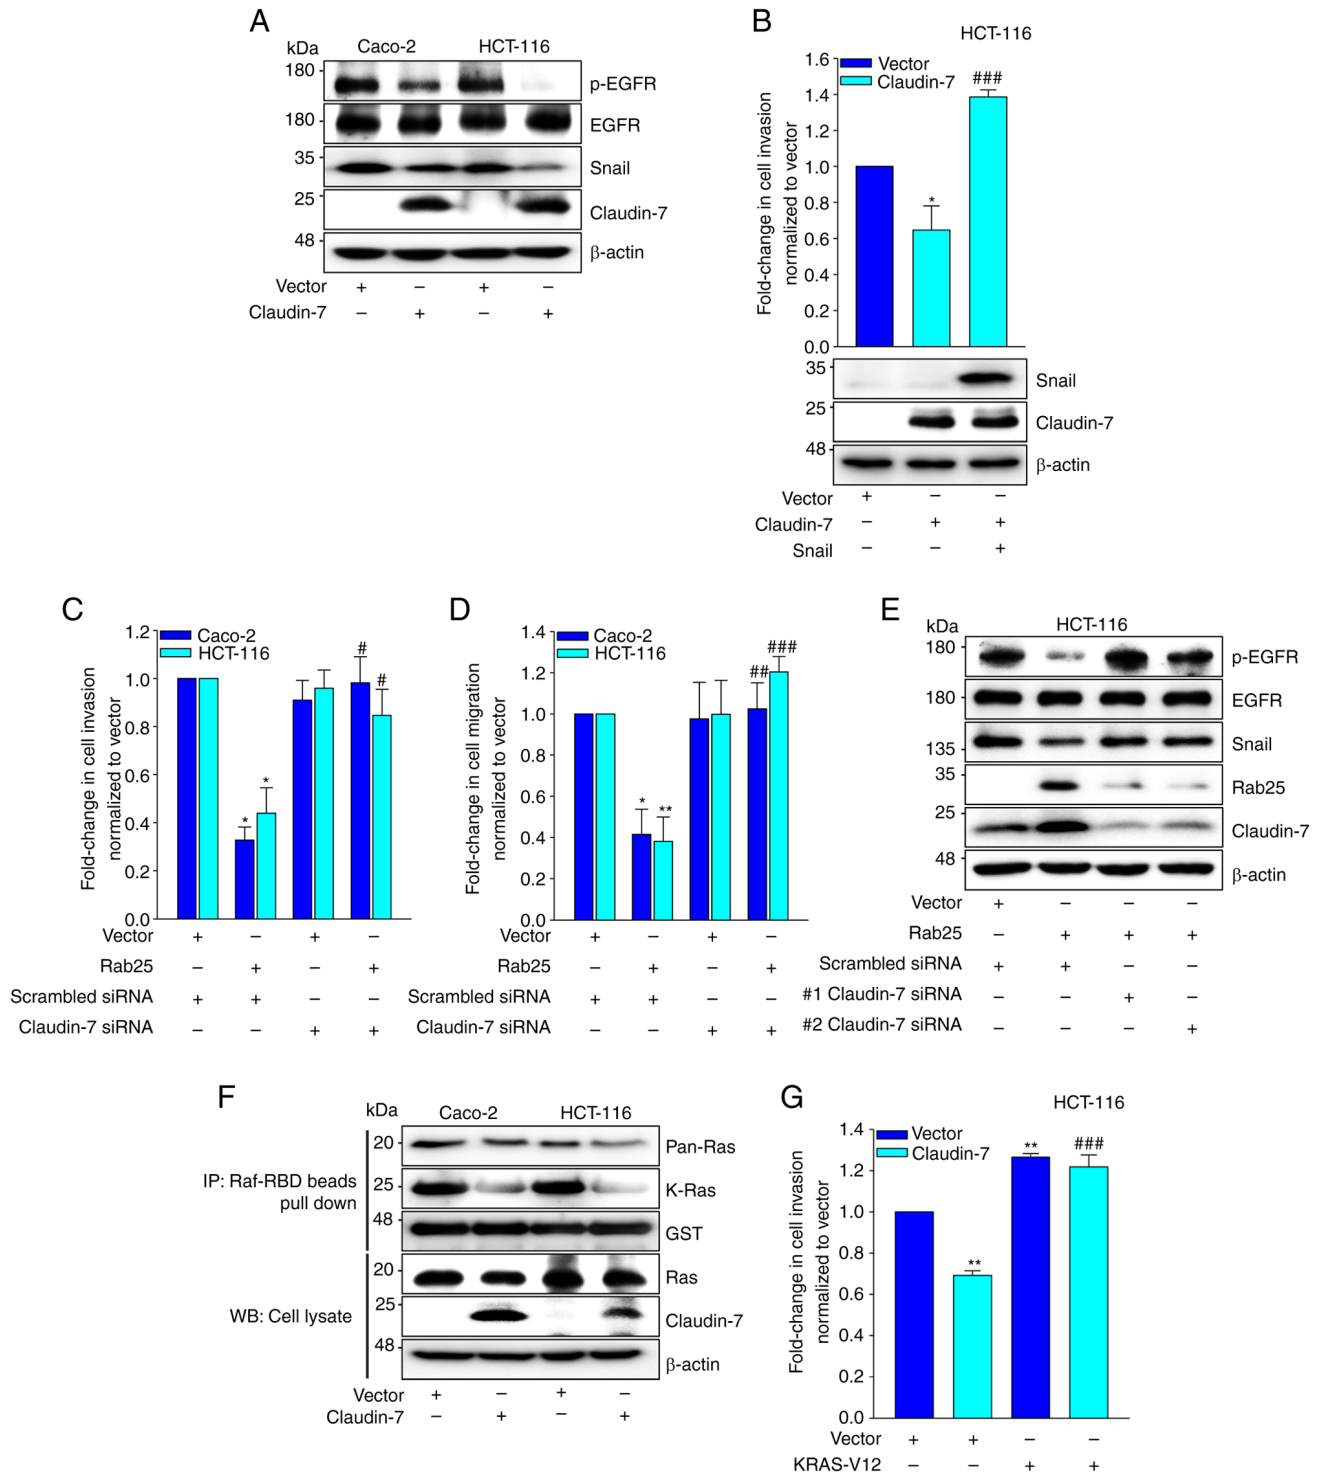 A
kDa Caco-2 HCT-116
180 p-EGFR
180 EGFR
35 Snail
25 Claudin-7
48 β-actin
Vector + – + –
Claudin-7 – + – +
B
HCT-116
Vector
Claudin-7
Fold-change in cell invasion
normalized to vector
1.6
1.4
1.2
1.0
0.8
0.6
0.4
0.2
0.0
*
###
35 Snail
25 Claudin-7
48 β-actin
Vector + – –
Claudin-7 – + +
Snail – – +
C
Caco-2
HCT-116
Fold-change in cell invasion
normalized to vector
1.2
1.0
0.8
0.6
0.4
0.2
0.0
* * # #
Vector + – + –
Rab25 – + – +
Scrambled siRNA + + – –
Claudin-7 siRNA – – + +
D
Caco-2
HCT-116
Fold-change in cell migration
normalized to vector
1.4
1.2
1.0
0.8
0.6
0.4
0.2
0.0
* ** ## ###
Vector + – + –
Rab25 – + – +
Scrambled siRNA + + – –
Claudin-7 siRNA – – + +
E
kDa HCT-116
180 p-EGFR
180 EGFR
135 Snail
35 Rab25
25 Claudin-7
48 β-actin
Vector + – – –
Rab25 – + + +
Scrambled siRNA + + – –
#1 Claudin-7 siRNA – – + –
#2 Claudin-7 siRNA – – – +
F
kDa Caco-2 HCT-116
IP: Raf-RBD beads
pull down
20 Pan-Ras
25 K-Ras
48 GST
WB: Cell lysate
20 Ras
25 Claudin-7
48 β-actin
Vector + – + –
Claudin-7 – + – +
G
HCT-116
Vector
Claudin-7
Fold-change in cell invasion
normalized to vector
1.4
1.2
1.0
0.8
0.6
0.4
0.2
0.0
** ** ###
Vector + + – –
KRAS-V12 – – + +